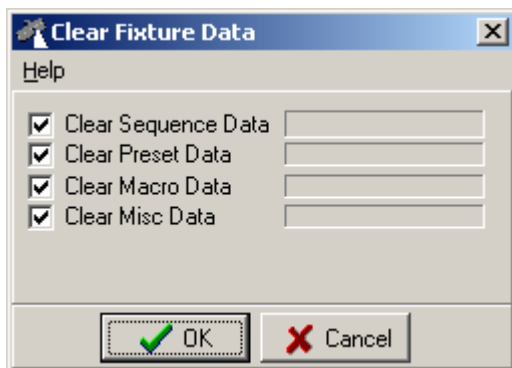 Clear Fixture Data
Help
Clear Sequence Data
Clear Preset Data
Clear Macro Data
Clear Misc Data
OK
Cancel